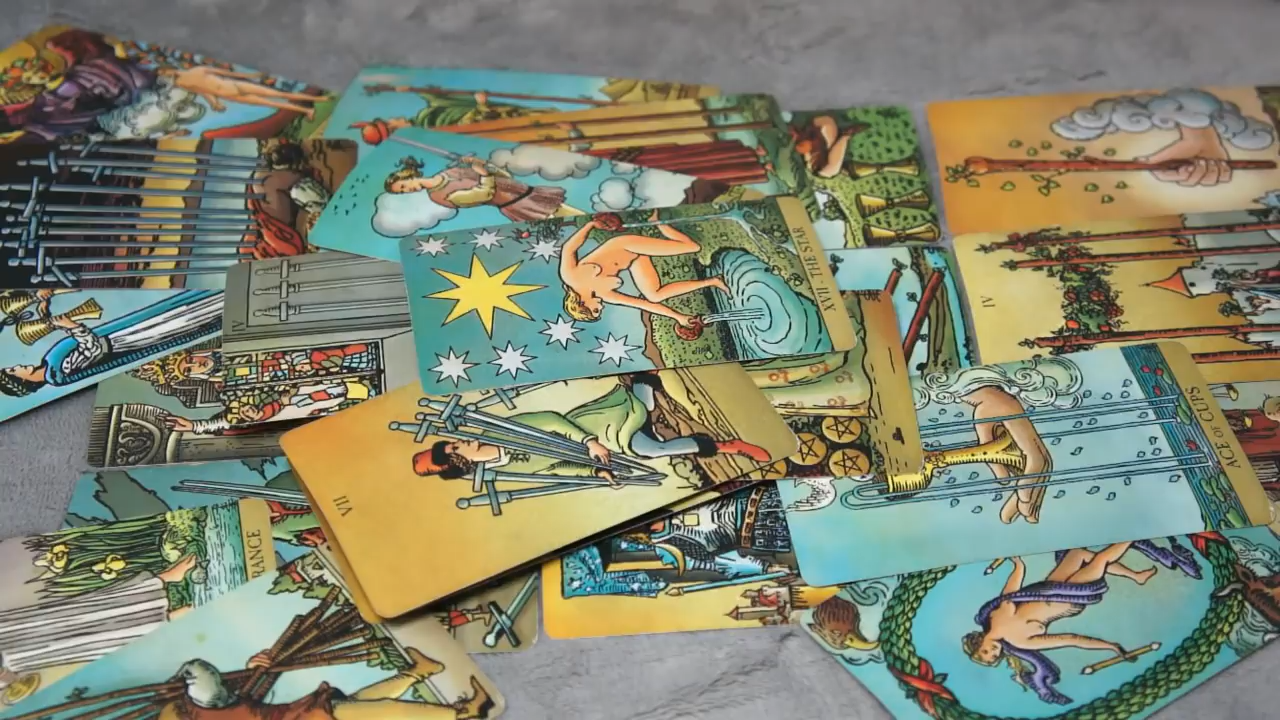 XVII · THE STAR
IV
V
VII
ACE OF CUPS
RANCE